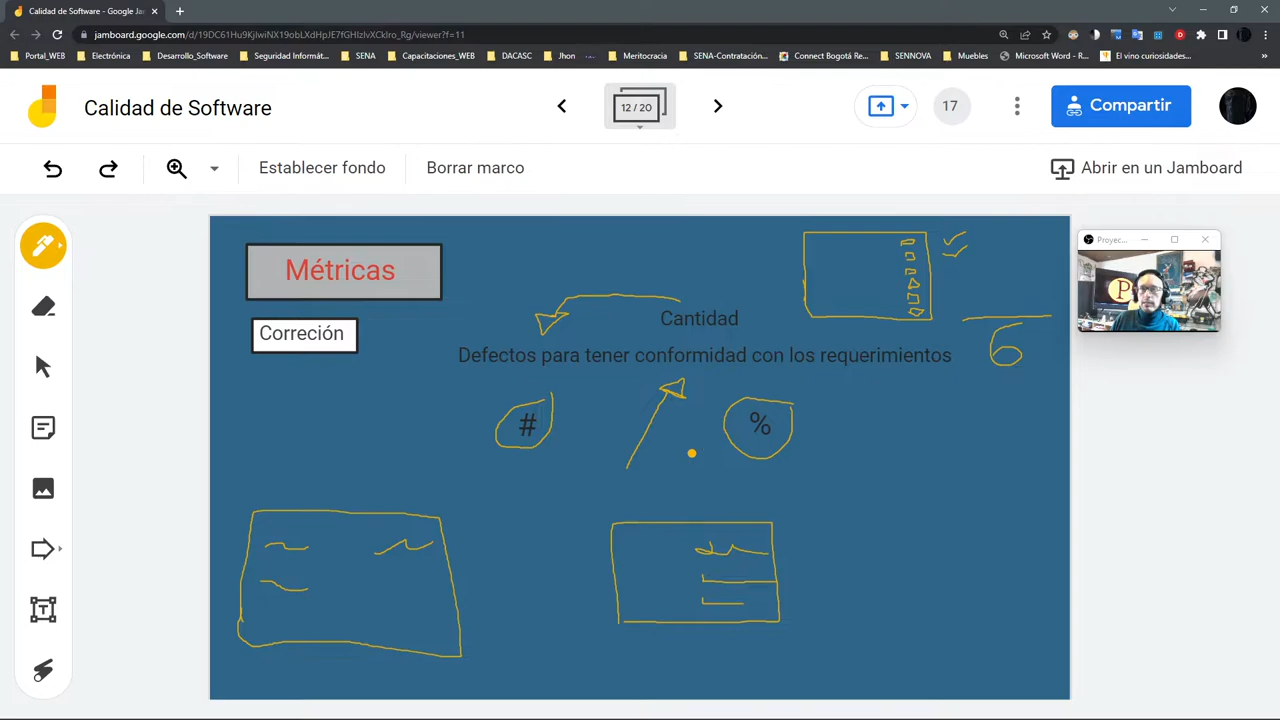 Calidad de Software - Google Jar
jamboard.google.com/d/19DC61Hu9KjlwiNX19obLXdHpJE7fGHIzlvXCkIro_Rg/viewer?f=11
Portal_WEB
Electrónica
Desarrollo_Software
Seguridad Informát...
SENA
Capacitaciones_WEB
DACASC
Jhon
Meritocracia
SENA-Contratación...
Connect Bogotá Re...
SENNOVA
Muebles
Microsoft Word - R...
El vino curiosidades...
»
Calidad de Software
12 / 20
17
Compartir
Establecer fondo
Borrar marco
Abrir en un Jamboard
Métricas
Proyec...
P
Correción
Cantidad
6
Defectos para tener conformidad con los requerimientos
#
%